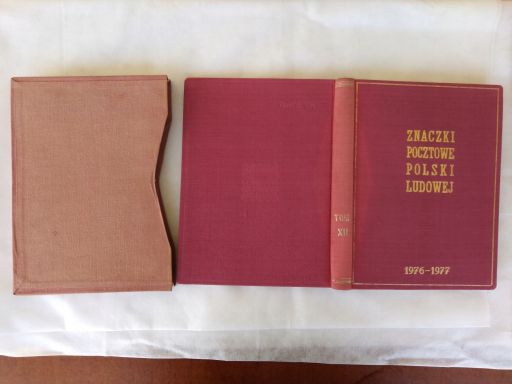 ZNACZKI
POCZTOWE
POLSKI
LUDOWEJ
1976-1977
TOM
XII